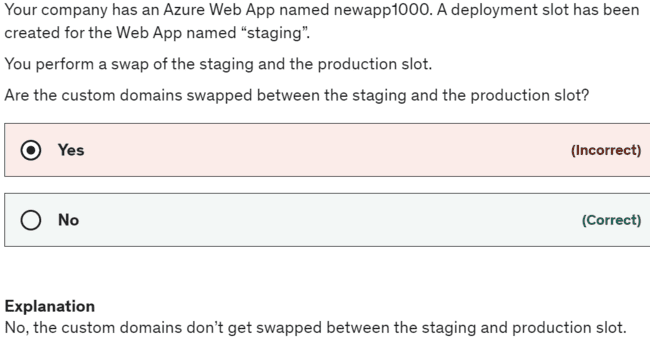 Your company has an Azure Web App named newapp1000. A deployment slot has been
created for the Web App named “staging”.
You perform a swap of the staging and the production slot.
Are the custom domains swapped between the staging and the production slot?
Yes (Incorrect)
No (Correct)
Explanation
No, the custom domains don’t get swapped between the staging and production slot.